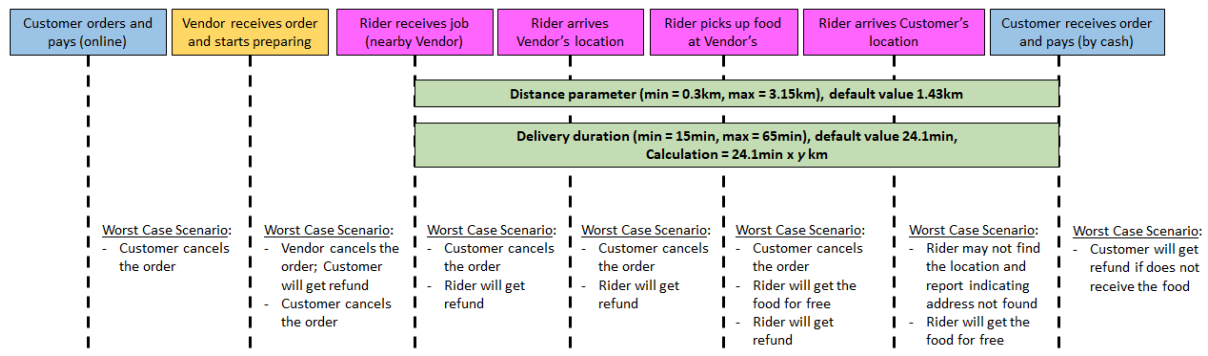 Customer orders and
pays (online)
Vendor receives order
and starts preparing
Rider receives job
(nearby Vendor)
Rider arrives
Vendor's location
Rider picks up food
at Vendor's
Rider arrives Customer's
location
Customer receives order
and pays (by cash)
Distance parameter (min = 0.3km, max = 3.15km), default value 1.43km
Delivery duration (min = 15min, max = 65min), default value 24.1min,
Calculation = 24.1min x y km
Worst Case Scenario:
- Customer cancels
the order
Worst Case Scenario:
- Vendor cancels the
order; Customer
will get refund
- Customer cancels
the order
Worst Case Scenario:
- Customer cancels
the order
- Rider will get
refund
Worst Case Scenario:
- Customer cancels
the order
- Rider will get
refund
Worst Case Scenario:
- Customer cancels
the order
- Rider will get the
food for free
- Rider will get
refund
Worst Case Scenario:
- Rider may not find
the location and
report indicating
address not found
- Rider will get the
food for free
Worst Case Scenario:
- Customer will get
refund if does not
receive the food